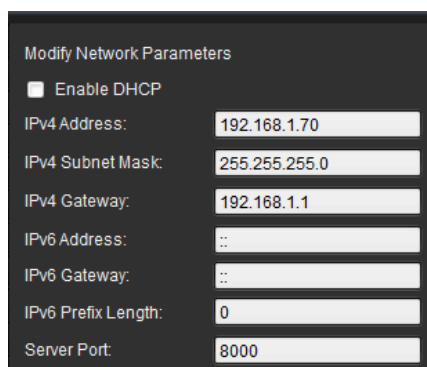 Modify Network Parameters
Enable DHCP
IPv4 Address: 192.168.1.70
IPv4 Subnet Mask: 255.255.255.0
IPv4 Gateway: 192.168.1.1
IPv6 Address: ::
IPv6 Gateway: ::
IPv6 Prefix Length: 0
Server Port: 8000